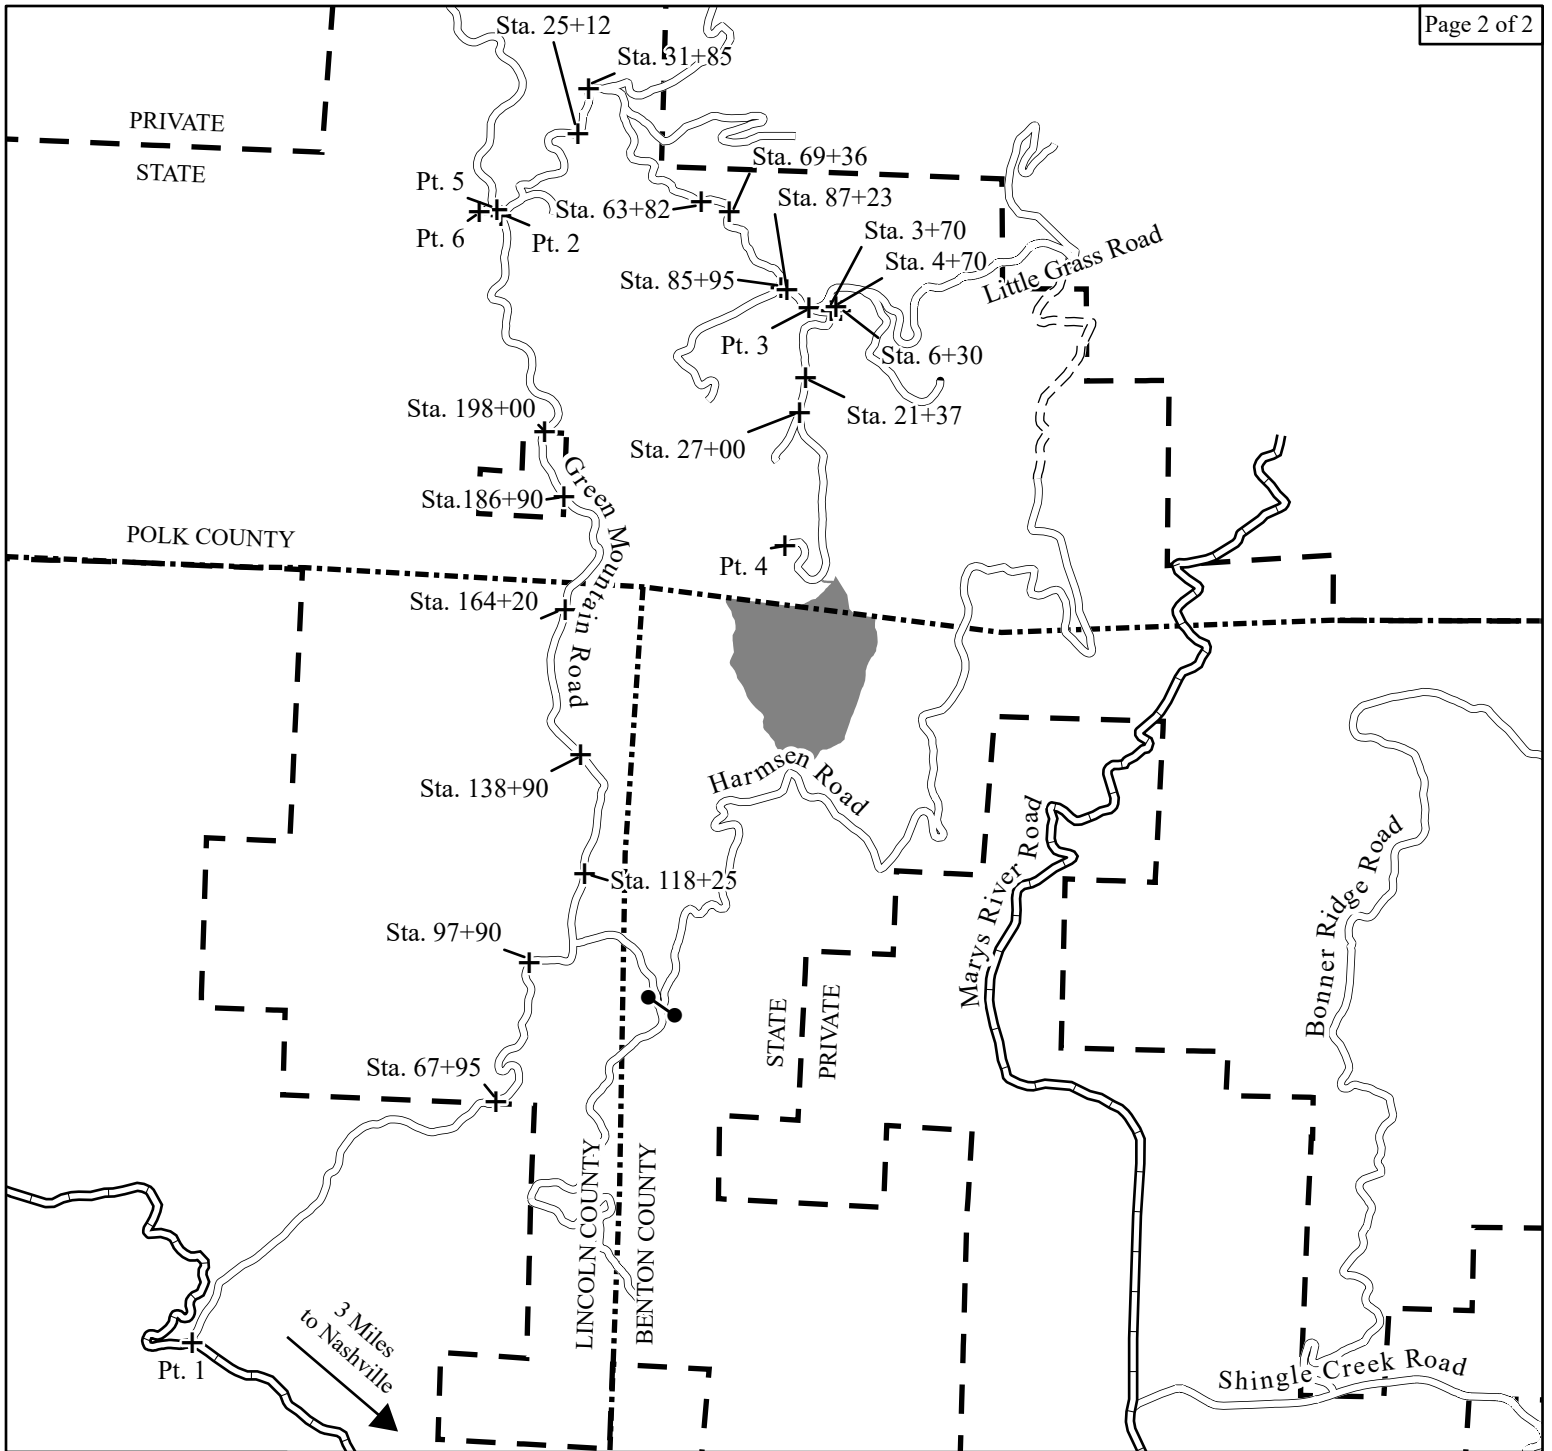 Page 2 of 2
Sta. 25+12
Sta. 31+85
PRIVATE
STATE
Sta. 69+36
Pt. 5
Sta. 87+23
Sta. 63+82
Pt. 6
Pt. 2
Sta. 3+70
Sta. 4+70
Little Grass Road
Sta. 85+95
Pt. 3
Sta. 6+30
Sta. 198+00
Sta. 21+37
Sta. 27+00
Green Mountain Road
Sta.186+90
POLK COUNTY
Pt. 4
Sta. 164+20
Harmsen Road
Sta. 138+90
Marys River Road
Bonner Ridge Road
Sta. 118+25
Sta. 97+90
STATE
PRIVATE
Sta. 67+95
LINCOLN COUNTY
BENTON COUNTY
3 Miles
to Nashville
Pt. 1
Shingle Creek Road